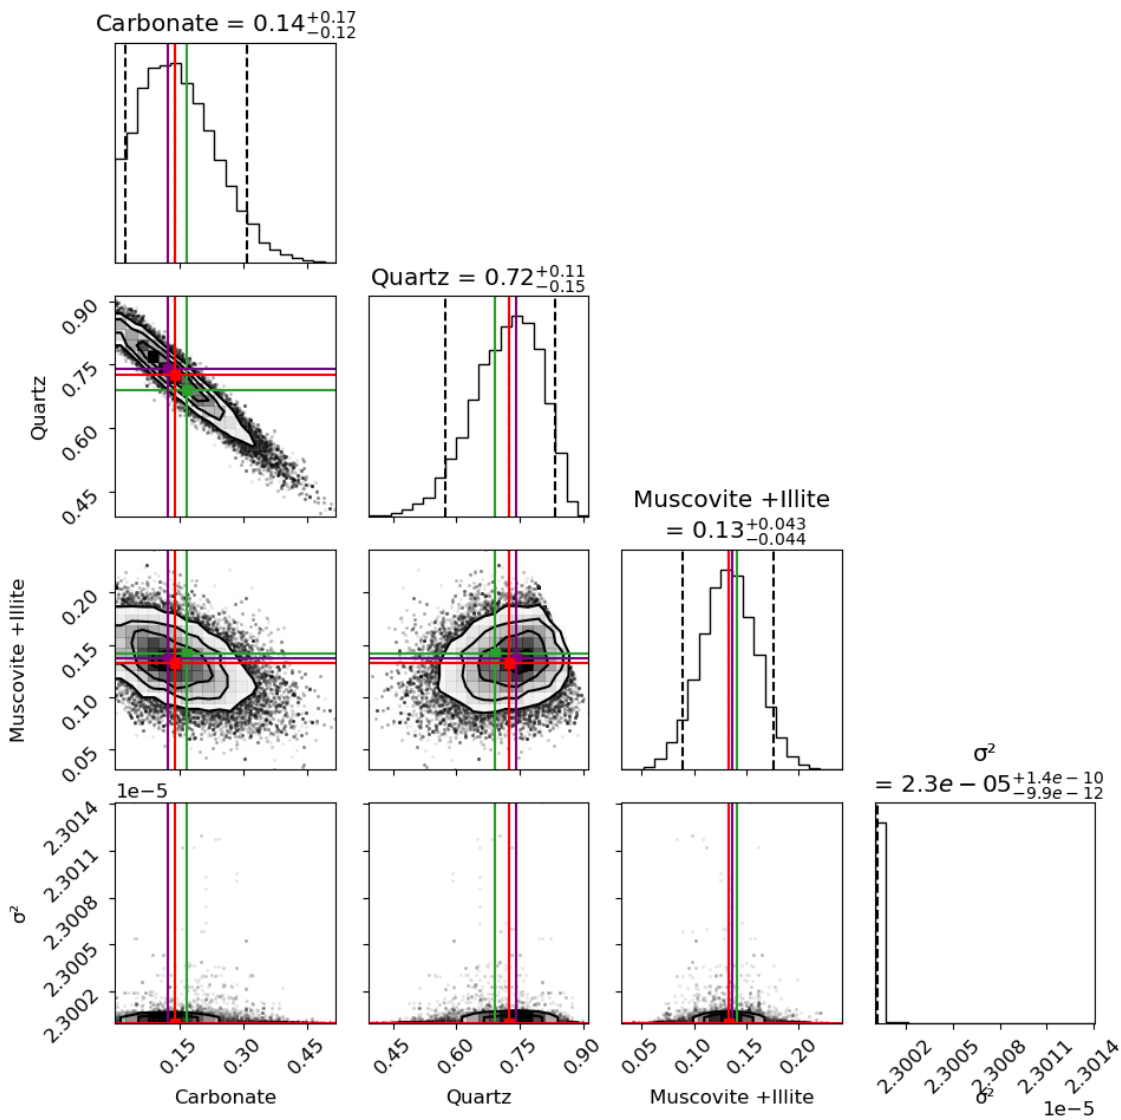 Carbonate = 0.14+0.17−0.12
Quartz = 0.72+0.11−0.15
0.90
0.75
0.60
0.45
Quartz
Muscovite +Illite
= 0.13+0.043−0.044
0.20
0.15
0.10
0.05
Muscovite +Illite
σ²
= 2.3e − 05+1.4e − 10−9.9e − 12
1e−5
2.3014
2.3011
2.3008
2.3005
2.3002
σ²
0.15 0.30 0.45
Carbonate
0.45 0.60 0.75 0.90
Quartz
0.05 0.10 0.15 0.20
Muscovite +Illite
2.3002 2.3005 2.3008 2.3011 2.3014
σ²
1e−5